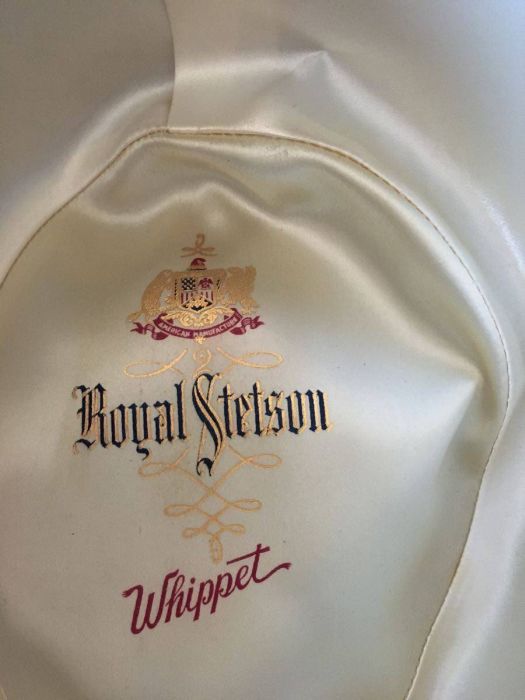 AMERICAN MANUFACTURE
Royal Stetson
Whippet